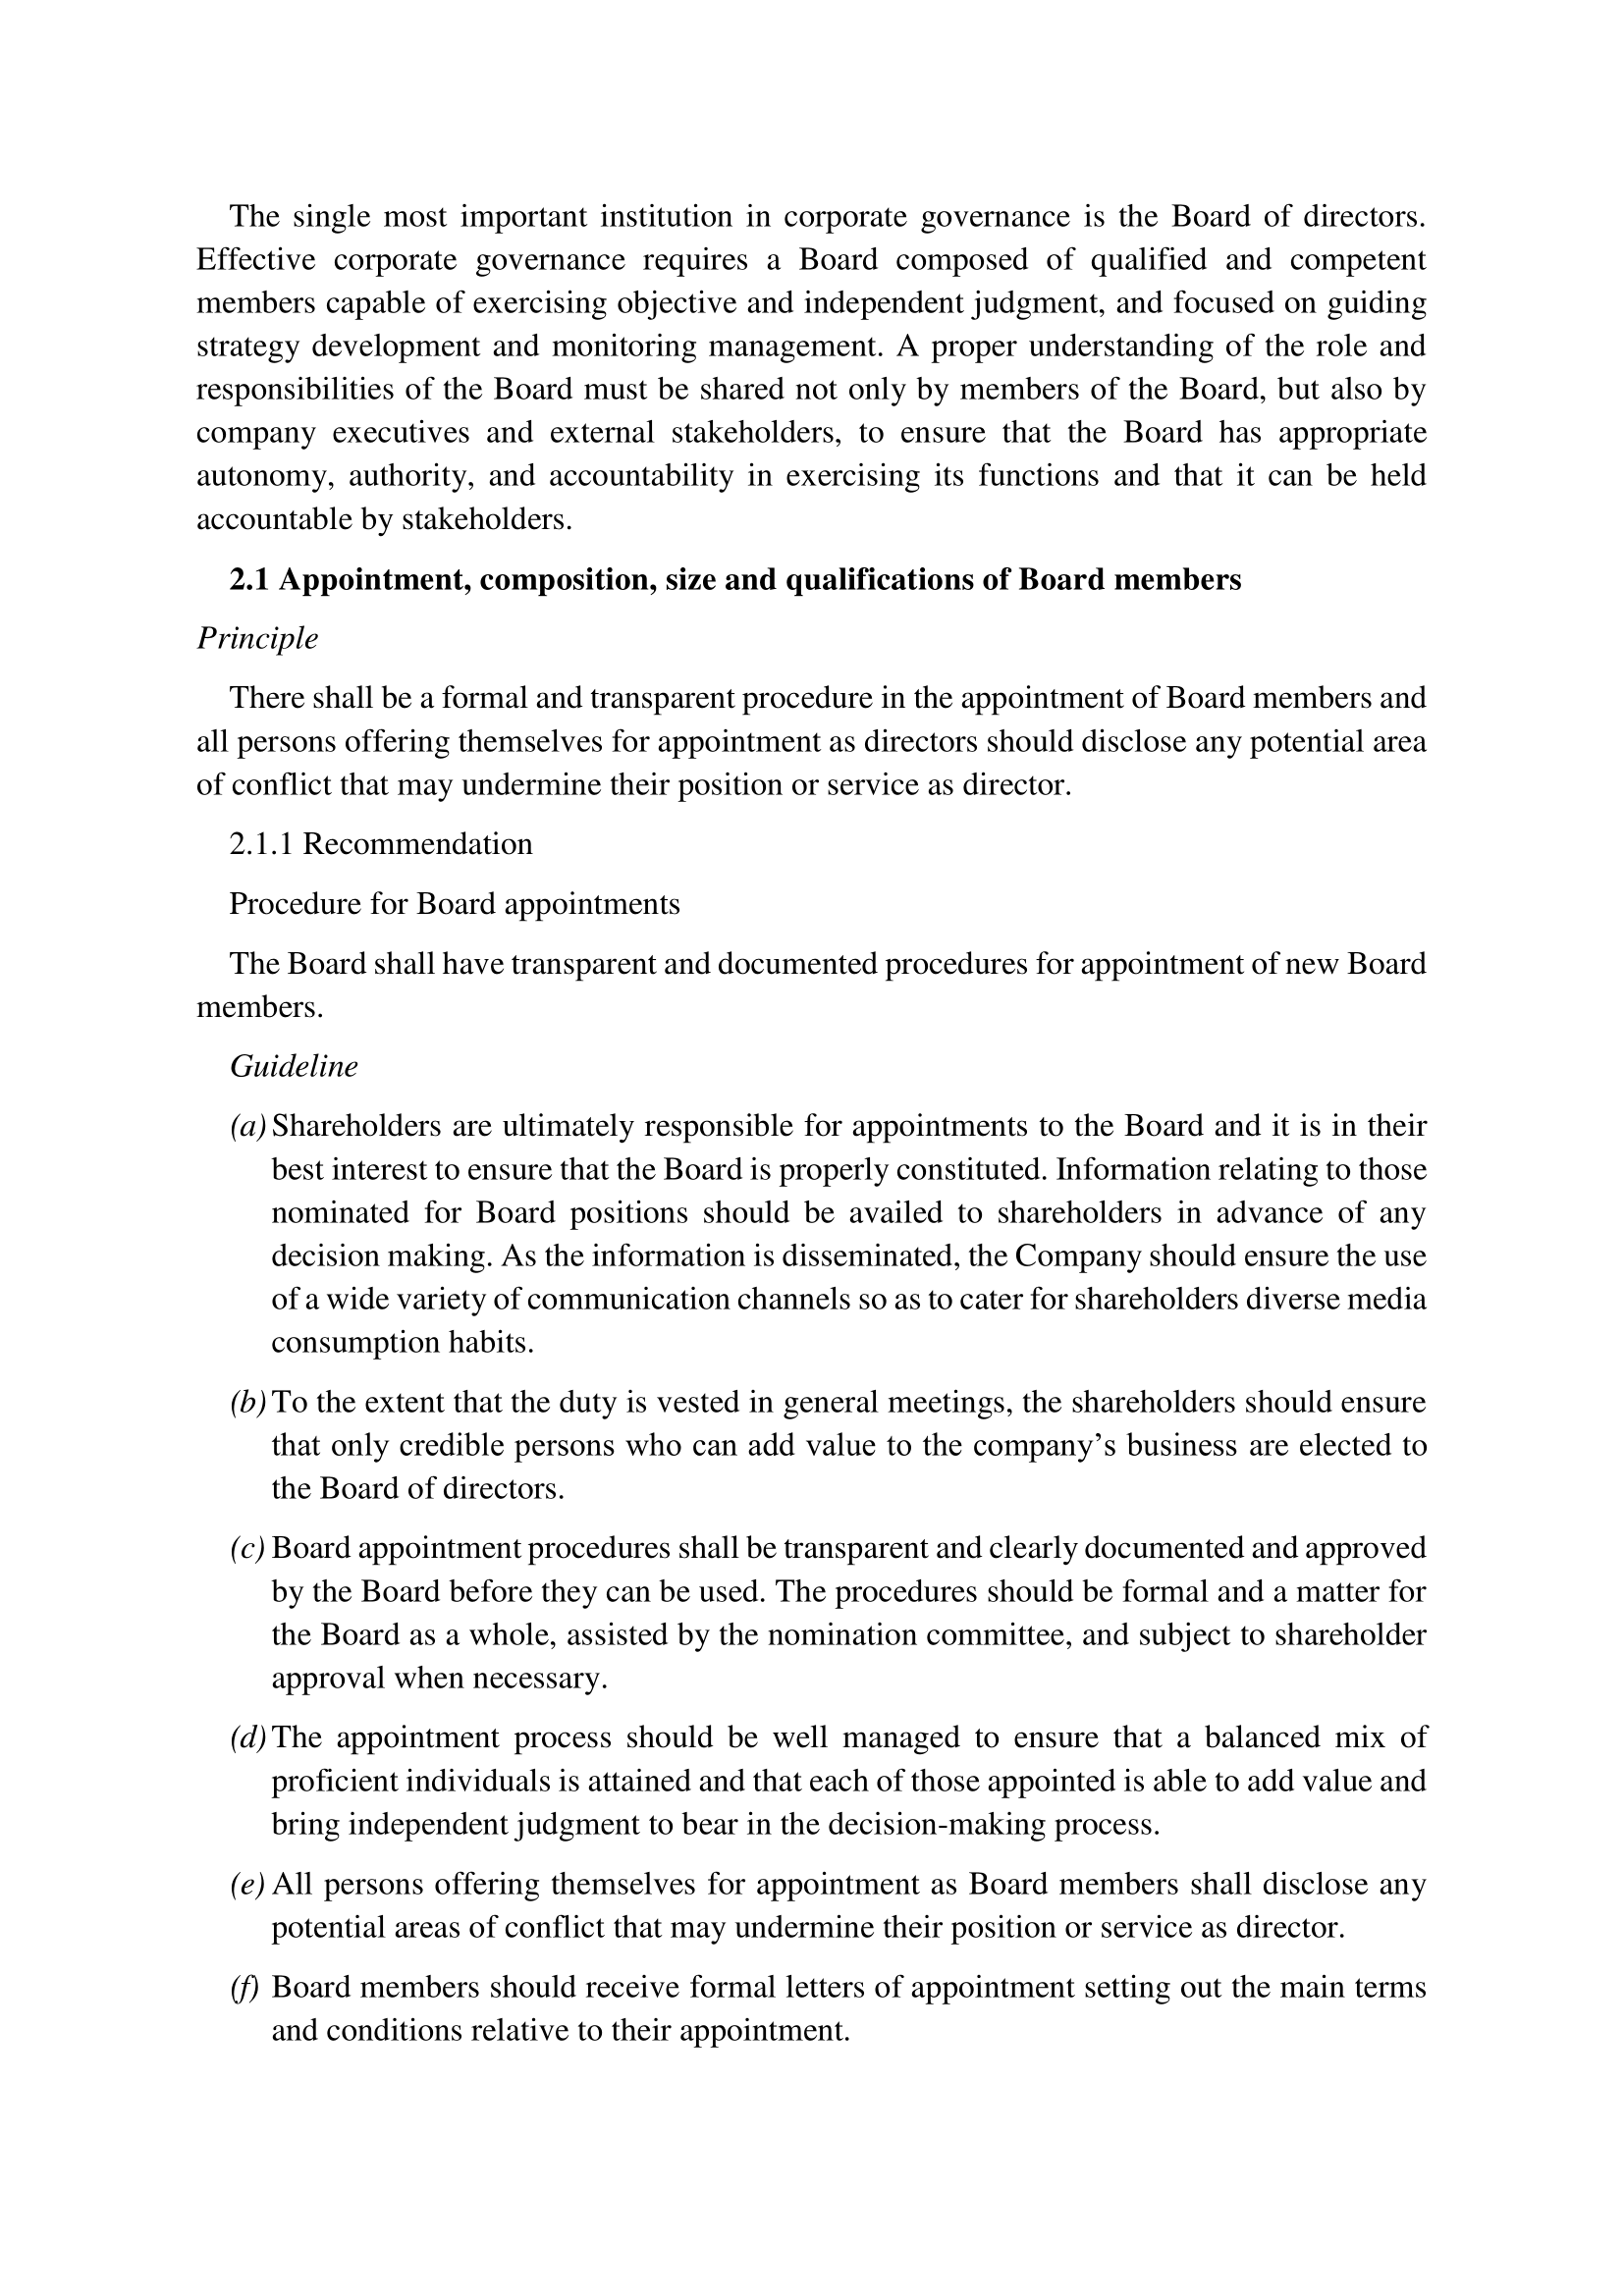 The single most important institution in corporate governance is the Board of directors.
Effective corporate governance requires a Board composed of qualified and competent
members capable of exercising objective and independent judgment, and focused on guiding
strategy development and monitoring management. A proper understanding of the role and
responsibilities of the Board must be shared not only by members of the Board, but also by
company executives and external stakeholders, to ensure that the Board has appropriate
autonomy, authority, and accountability in exercising its functions and that it can be held
accountable by stakeholders.
2.1 Appointment, composition, size and qualifications of Board members
Principle
There shall be a formal and transparent procedure in the appointment of Board members and
all persons offering themselves for appointment as directors should disclose any potential area
of conflict that may undermine their position or service as director.
2.1.1 Recommendation
Procedure for Board appointments
The Board shall have transparent and documented procedures for appointment of new Board
members.
Guideline
(a) Shareholders are ultimately responsible for appointments to the Board and it is in their
best interest to ensure that the Board is properly constituted. Information relating to those
nominated for Board positions should be availed to shareholders in advance of any
decision making. As the information is disseminated, the Company should ensure the use
of a wide variety of communication channels so as to cater for shareholders diverse media
consumption habits.
(b) To the extent that the duty is vested in general meetings, the shareholders should ensure
that only credible persons who can add value to the company’s business are elected to
the Board of directors.
(c) Board appointment procedures shall be transparent and clearly documented and approved
by the Board before they can be used. The procedures should be formal and a matter for
the Board as a whole, assisted by the nomination committee, and subject to shareholder
approval when necessary.
(d) The appointment process should be well managed to ensure that a balanced mix of
proficient individuals is attained and that each of those appointed is able to add value and
bring independent judgment to bear in the decision-making process.
(e) All persons offering themselves for appointment as Board members shall disclose any
potential areas of conflict that may undermine their position or service as director.
(f) Board members should receive formal letters of appointment setting out the main terms
and conditions relative to their appointment.